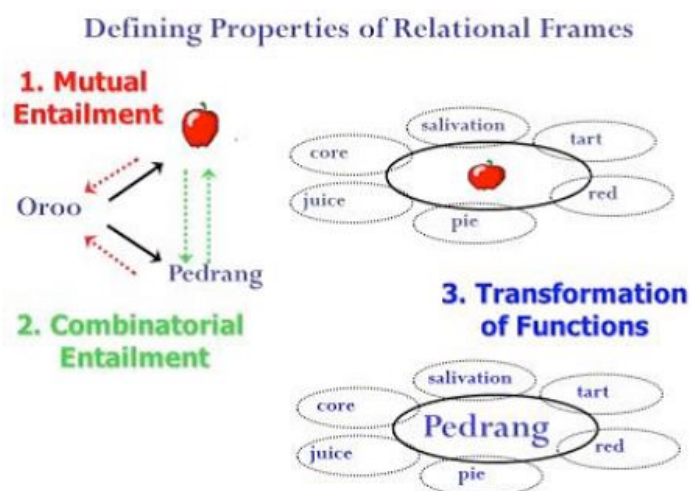 Defining Properties of Relational Frames
1. Mutual
Entailment
Oroo
Pedrang
2. Combinatorial
Entailment
salivation
tart
core
juice
red
pie
3. Transformation
of Functions
salivation
tart
core
Pedrang
juice
red
pie